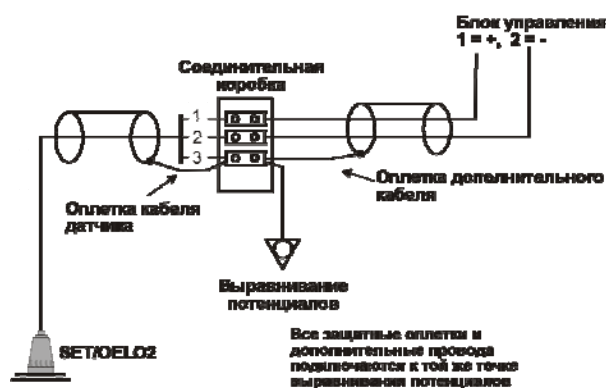 Блок управления
1 = +, 2 = -
Соединительная
коробка
1
2
3
Оплетка кабеля
датчика
Оплетка дополнительного
кабеля
Выравнивание
потенциалов
SET/OELO2
Все защитные оплетки и
дополнительные провода
подключаются к той же точке
выравнивания потенциалов